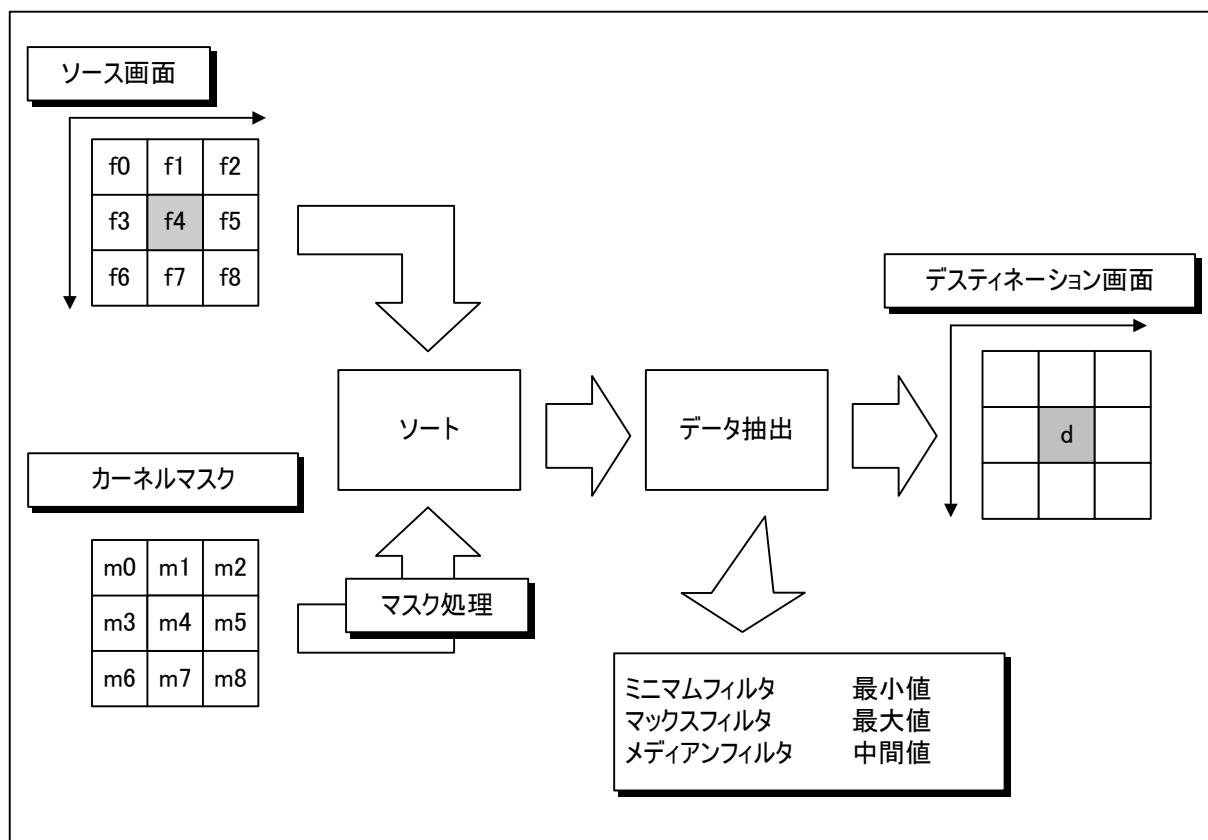 ソース画面
f0 f1 f2
f3 f4 f5
f6 f7 f8
カーネルマスク
m0 m1 m2
m3 m4 m5
m6 m7 m8
マスク処理
ソート
データ抽出
デスティネーション画面
d
ミニマムフィルタ 最小値
マックスフィルタ 最大値
メディアンフィルタ 中間値